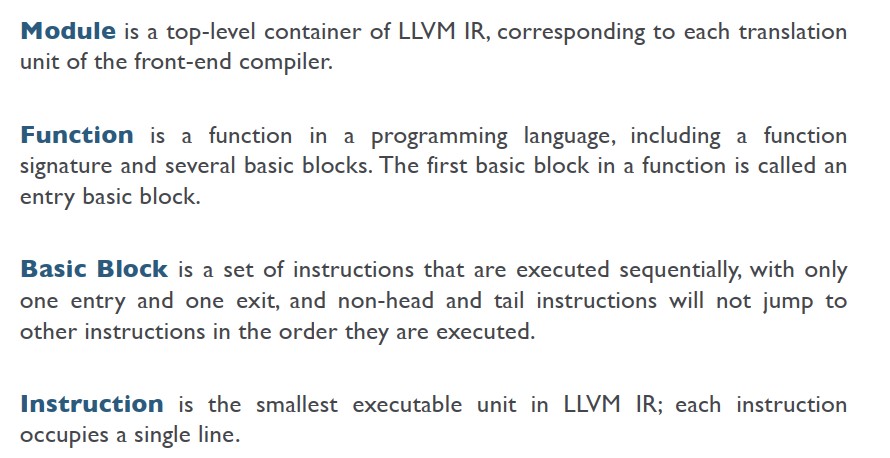 Module is a top-level container of LLVM IR, corresponding to each translation
unit of the front-end compiler.
Function is a function in a programming language, including a function
signature and several basic blocks. The first basic block in a function is called an
entry basic block.
Basic Block is a set of instructions that are executed sequentially, with only
one entry and one exit, and non-head and tail instructions will not jump to
other instructions in the order they are executed.
Instruction is the smallest executable unit in LLVM IR; each instruction
occupies a single line.